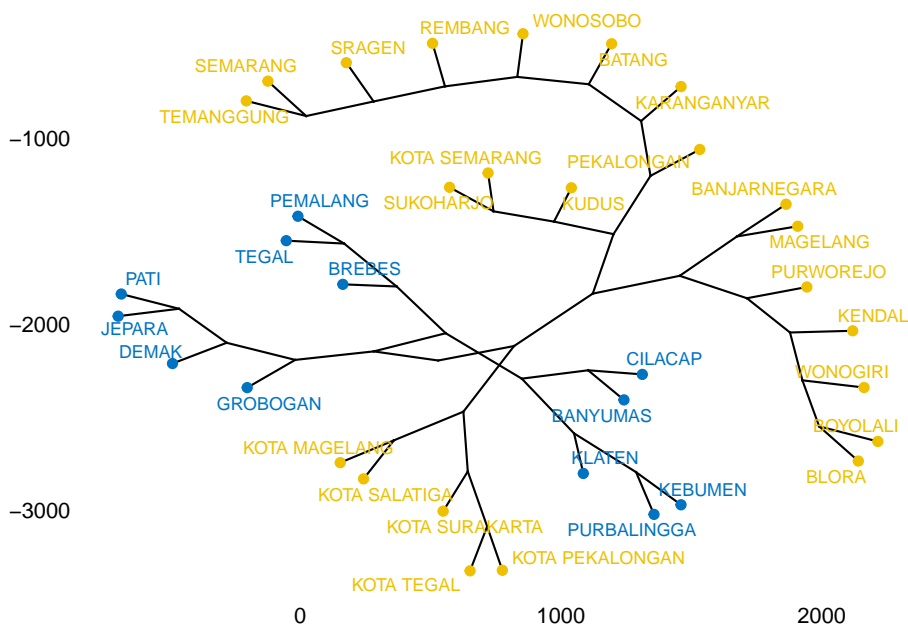 WONOSOBO
REMBANG
SRAGEN
BATANG
SEMARANG
KARANGANYAR
TEMANGGUNG
−1000
KOTA SEMARANG
PEKALONGAN
BANJARNEGARA
PEMALANG
SUKOHARJO
KUDUS
MAGELANG
TEGAL
BREBES
PURWOREJO
PATI
KENDAL
−2000
JEPARA
DEMAK
CILACAP
WONOGIRI
GROBOGAN
BANYUMAS
BOYOLALI
KOTA MAGELANG
KLATEN
BLORA
KOTA SALATIGA
KEBUMEN
−3000
KOTA SURAKARTA
PURBALINGGA
KOTA PEKALONGAN
KOTA TEGAL
0
1000
2000